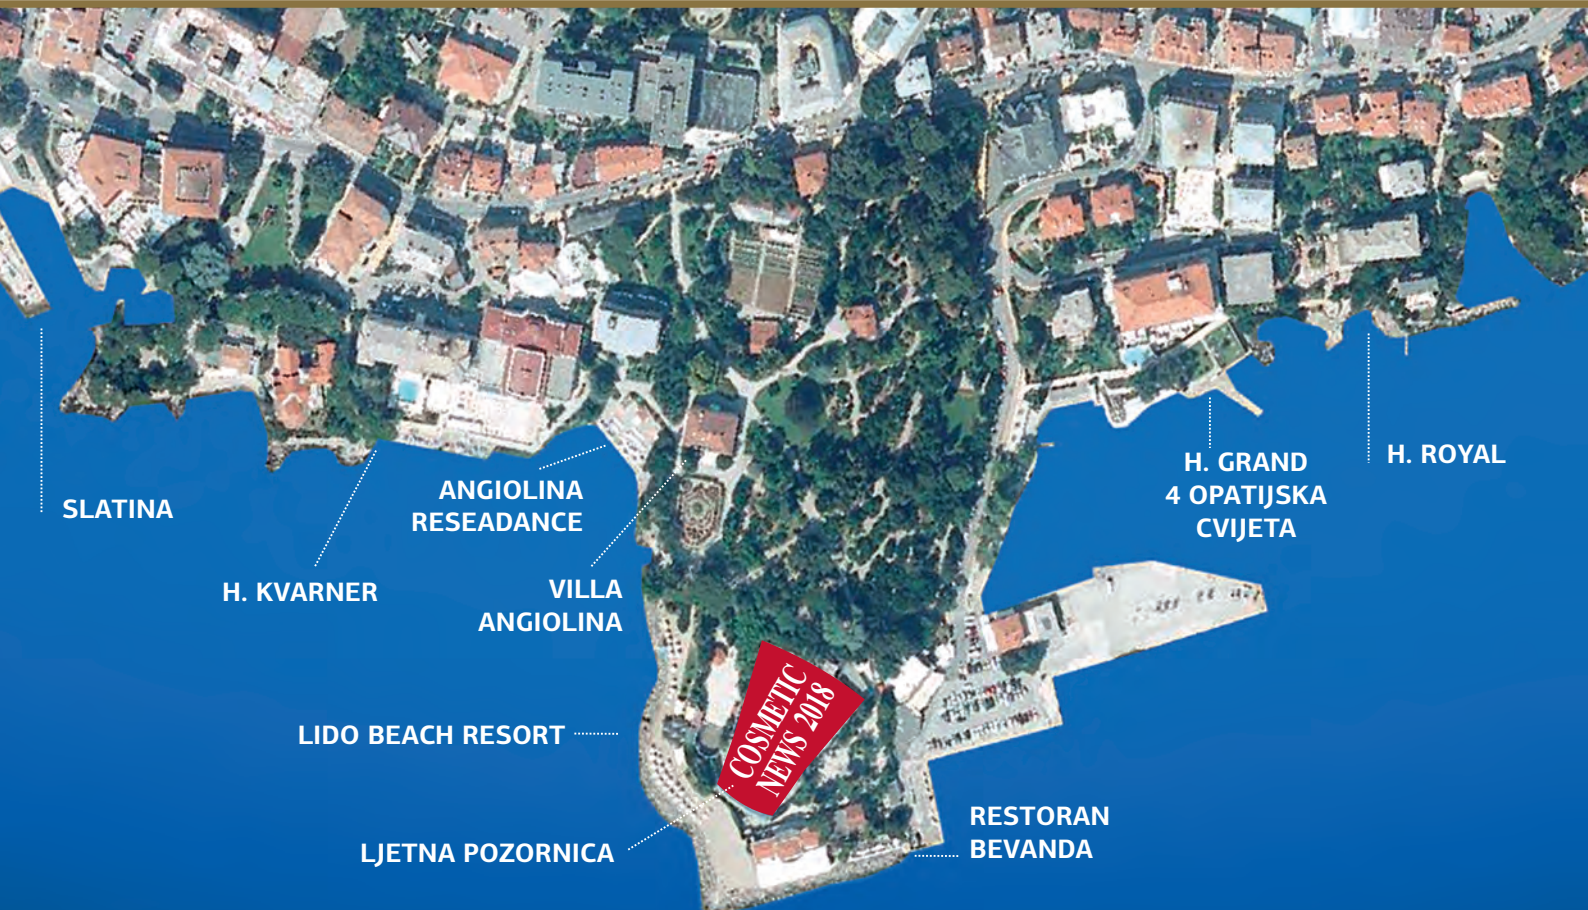 SLATINA
H. KVARNER
ANGIOLINA
RESEADANCE
VILLA
ANGIOLINA
LIDO BEACH RESORT
LJETNA POZORNICA
COSMETIC
NEWS 2018
RESTORAN
BEVANDA
H. GRAND
4 OPATIJSKA
CVIJETA
H. ROYAL